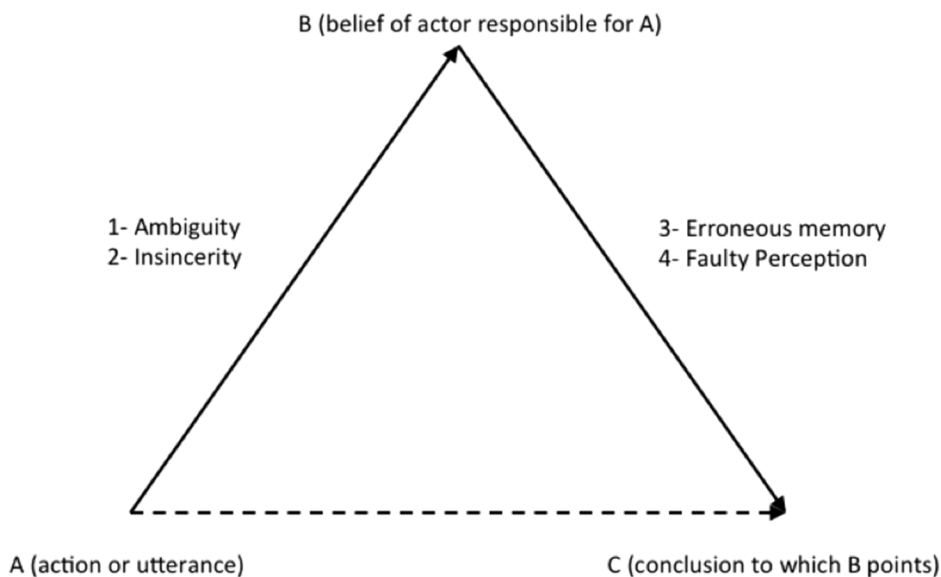 B (belief of actor responsible for A)
1- Ambiguity
2- Insincerity
3- Erroneous memory
4- Faulty Perception
A (action or utterance)
C (conclusion to which B points)